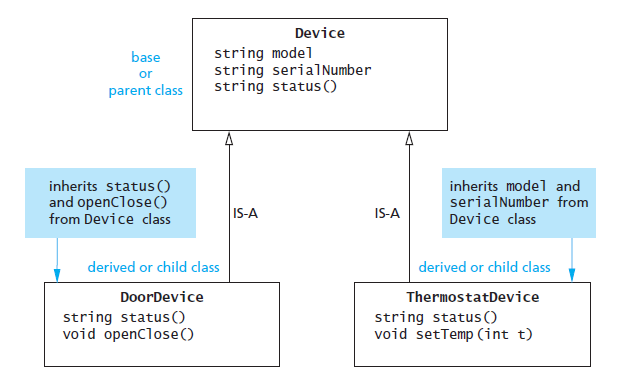 Device
string model
string serialNumber
string status()
base
or
parent class
inherits status()
and openClose()
from Device class
inherits model and
serialNumber from
Device class
IS-A
IS-A
derived or child class
derived or child class
DoorDevice
string status()
void openClose()
ThermostatDevice
string status()
void setTemp(int t)